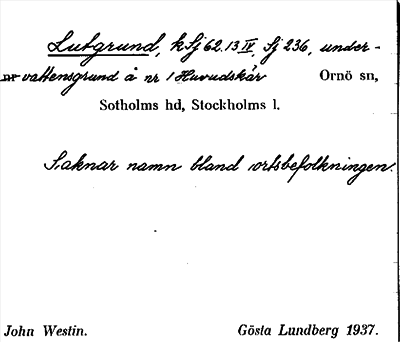 Lutgrund, k Sj 62.13 IV, Sj 236, under-
vattensgrund å nr 1 Huvudskär Ornö sn,
Sotholms hd, Stockholms l.
Saknar namn bland ortsbefolkningen.
John Westin. Gösta Lundberg 1937.